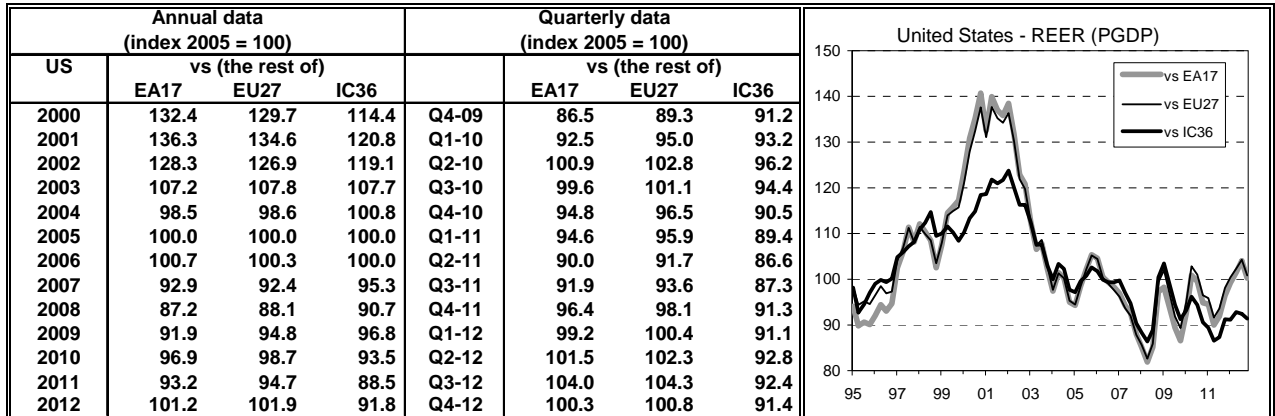 Annual data Quarterly data
(index 2005 = 100) (index 2005 = 100)
US vs (the rest of) vs (the rest of)
EA17 EU27 IC36 EA17 EU27 IC36
2000 132.4 129.7 114.4 Q4-09 86.5 89.3 91.2
2001 136.3 134.6 120.8 Q1-10 92.5 95.0 93.2
2002 128.3 126.9 119.1 Q2-10 100.9 102.8 96.2
2003 107.2 107.8 107.7 Q3-10 99.6 101.1 94.4
2004 98.5 98.6 100.8 Q4-10 94.8 96.5 90.5
2005 100.0 100.0 100.0 Q1-11 94.6 95.9 89.4
2006 100.7 100.3 100.0 Q2-11 90.0 91.7 86.6
2007 92.9 92.4 95.3 Q3-11 91.9 93.6 87.3
2008 87.2 88.1 90.7 Q4-11 96.4 98.1 91.3
2009 91.9 94.8 96.8 Q1-12 99.2 100.4 91.1
2010 96.9 98.7 93.5 Q2-12 101.5 102.3 92.8
2011 93.2 94.7 88.5 Q3-12 104.0 104.3 92.4
2012 101.2 101.9 91.8 Q4-12 100.3 100.8 91.4
United States - REER (PGDP)
150
140
130
120
110
100
90
80
vs EA17
vs EU27
vs IC36
95 97 99 01 03 05 07 09 11